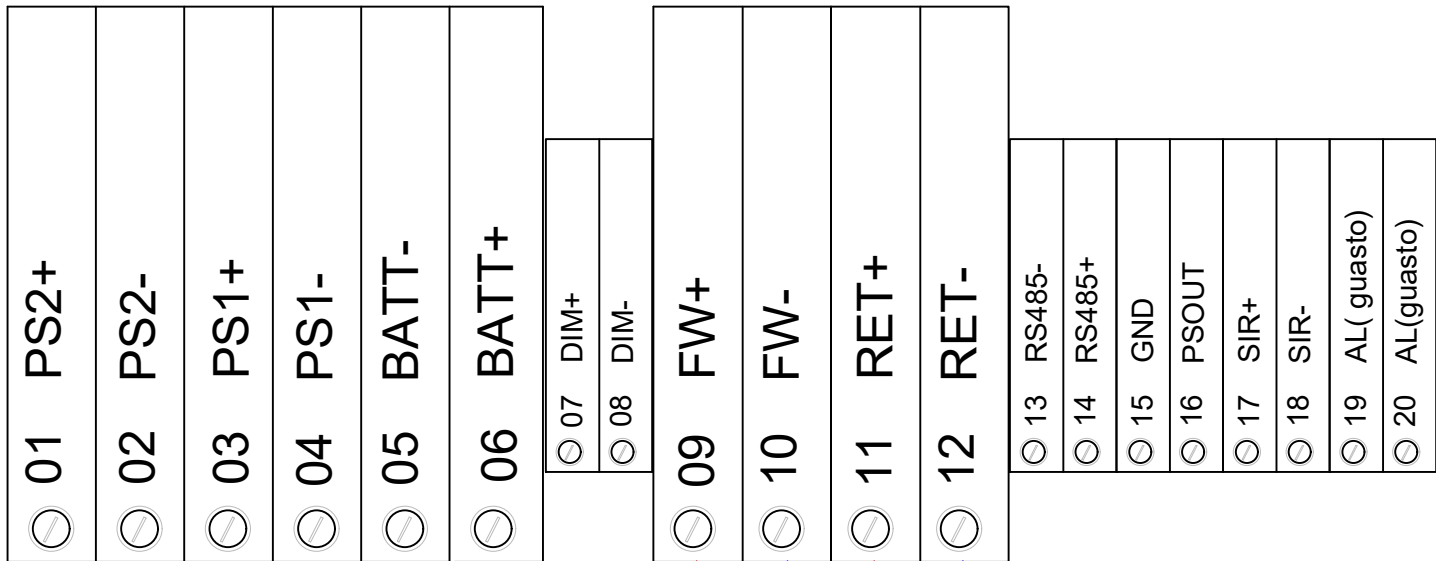 01 PS2+
02 PS2-
03 PS1+
04 PS1-
05 BATT-
06 BATT+
07 DIM+
08 DIM-
09 FW+
10 FW-
11 RET+
12 RET-
13 RS485-
14 RS485+
15 GND
16 PSOUT
17 SIR+
18 SIR-
19 AL( guasto)
20 AL(guasto)